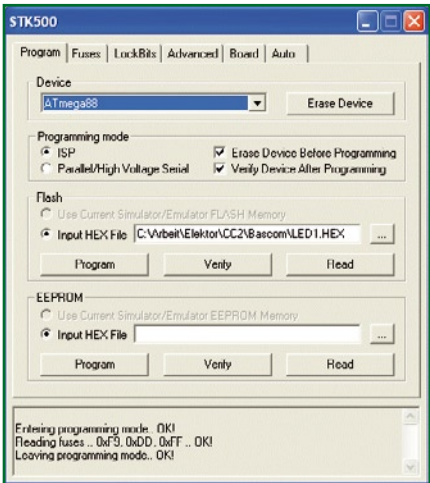 STK500
Program Fuses LockBits Advanced Board Auto
Device
ATmega88 Erase Device
Programming mode
ISP Erase Device Before Programming
Parallel/High Voltage Serial Verify Device After Programming
Flash
Use Current Simulator/Emulator FLASH Memory
Input HEX File C:\Arbeit\Elektor\CC2\Bascom\LED1.HEX ...
Program Verify Read
EEPROM
Use Current Simulator/Emulator EEPROM Memory
Input HEX File ...
Program Verify Read
Entering programming mode.. OK!
Reading fuses .. 0xF9, 0xDD, 0xFF .. OK!
Leaving programming mode.. OK!